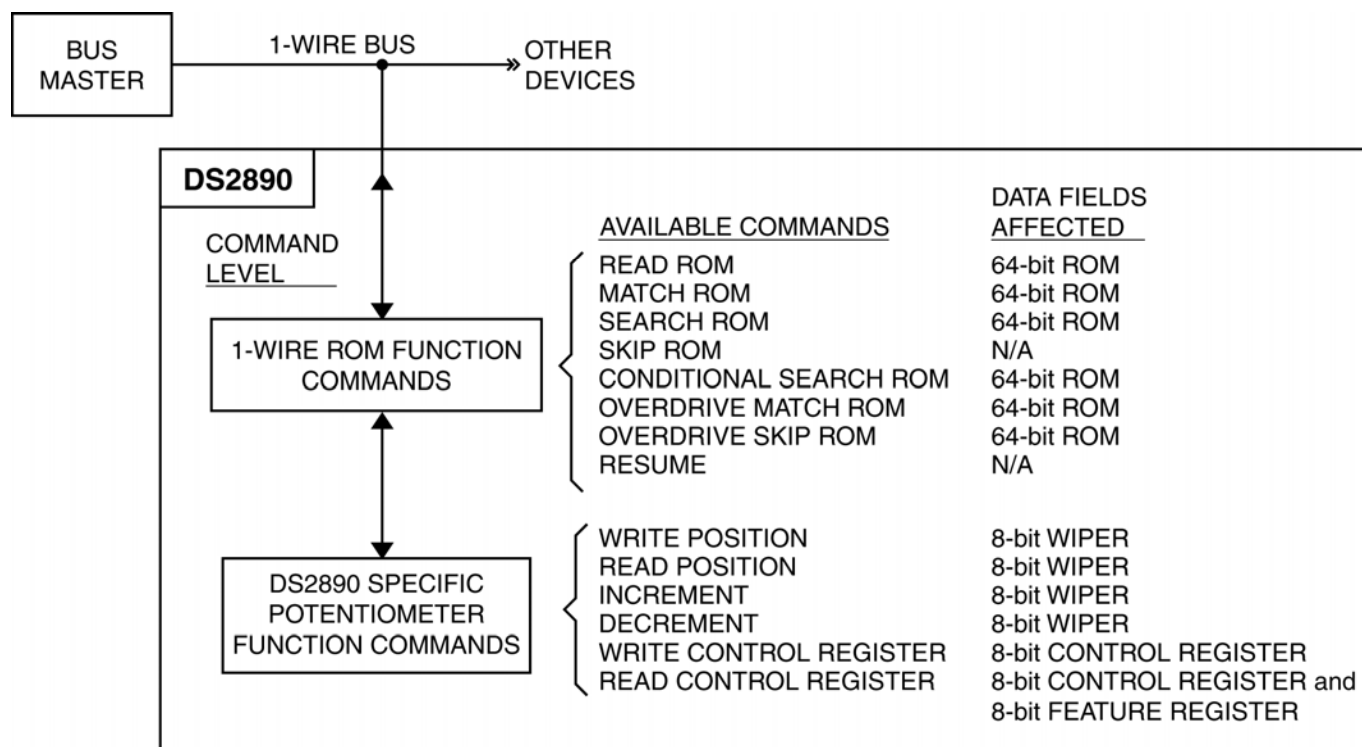 BUS
MASTER
1-WIRE BUS
OTHER
DEVICES
DS2890
COMMAND
LEVEL
AVAILABLE COMMANDS
DATA FIELDS
AFFECTED
1-WIRE ROM FUNCTION
COMMANDS
READ ROM 64-bit ROM
MATCH ROM 64-bit ROM
SEARCH ROM 64-bit ROM
SKIP ROM N/A
CONDITIONAL SEARCH ROM 64-bit ROM
OVERDRIVE MATCH ROM 64-bit ROM
OVERDRIVE SKIP ROM 64-bit ROM
RESUME N/A
DS2890 SPECIFIC
POTENTIOMETER
FUNCTION COMMANDS
WRITE POSITION 8-bit WIPER
READ POSITION 8-bit WIPER
INCREMENT 8-bit WIPER
DECREMENT 8-bit WIPER
WRITE CONTROL REGISTER 8-bit CONTROL REGISTER
READ CONTROL REGISTER 8-bit CONTROL REGISTER and
8-bit FEATURE REGISTER